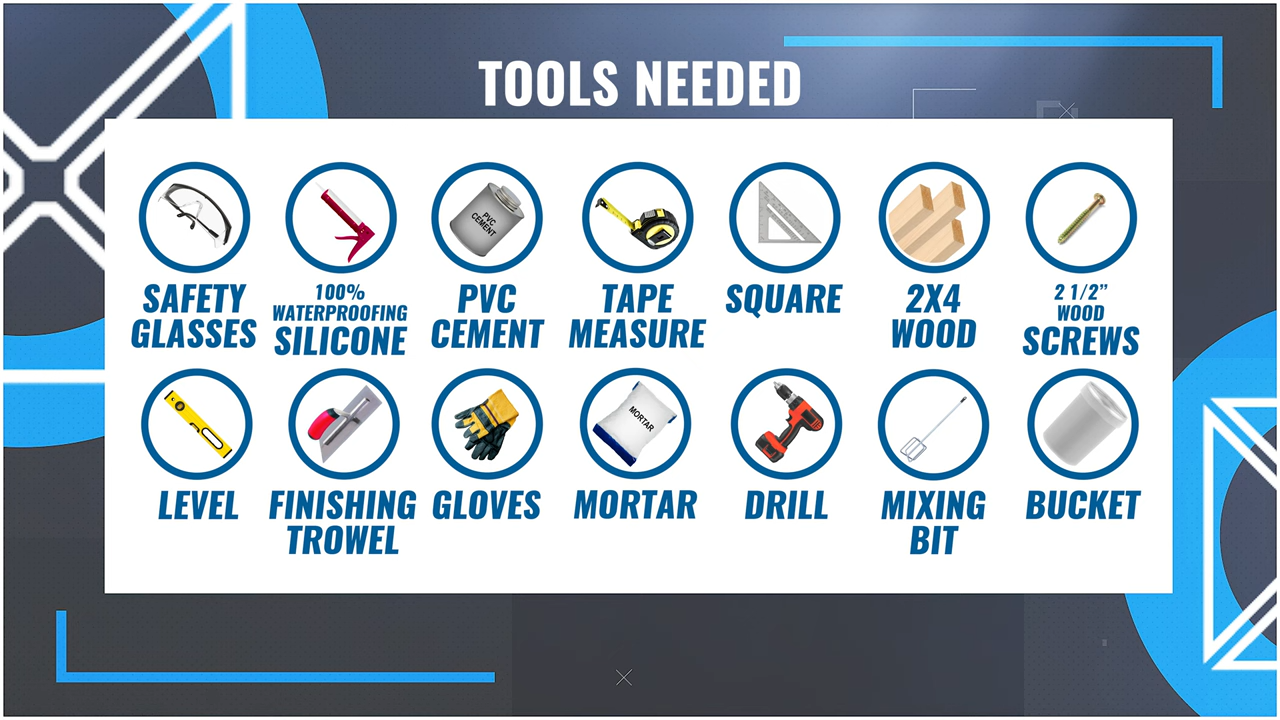 TOOLS NEEDED
PVC
CEMENT
MORTAR
SAFETY
GLASSES
100%
WATERPROOFING
SILICONE
PVC
CEMENT
TAPE
MEASURE
SQUARE
2X4
WOOD
2 1/2”
WOOD
SCREWS
LEVEL
FINISHING
TROWEL
GLOVES
MORTAR
DRILL
MIXING
BIT
BUCKET